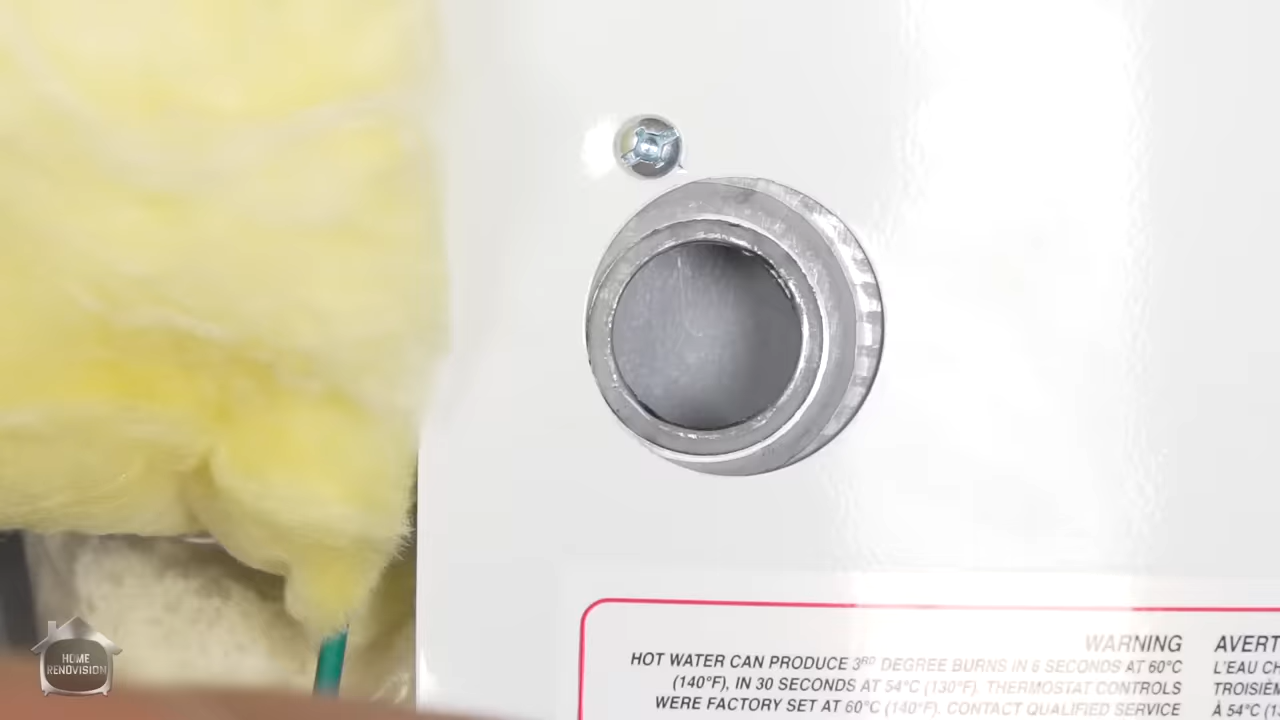 WARNING
HOT WATER CAN PRODUCE 3RD DEGREE BURNS IN 6 SECONDS AT 60°C
(140°F), IN 30 SECONDS AT 54°C (130°F). THERMOSTAT CONTROLS
WERE FACTORY SET AT 60°C (140°F). CONTACT QUALIFIED SERVICE
AVERT
L'EAU CH
TROISIÈM
À 54°C (1
HOME
RENOVISION